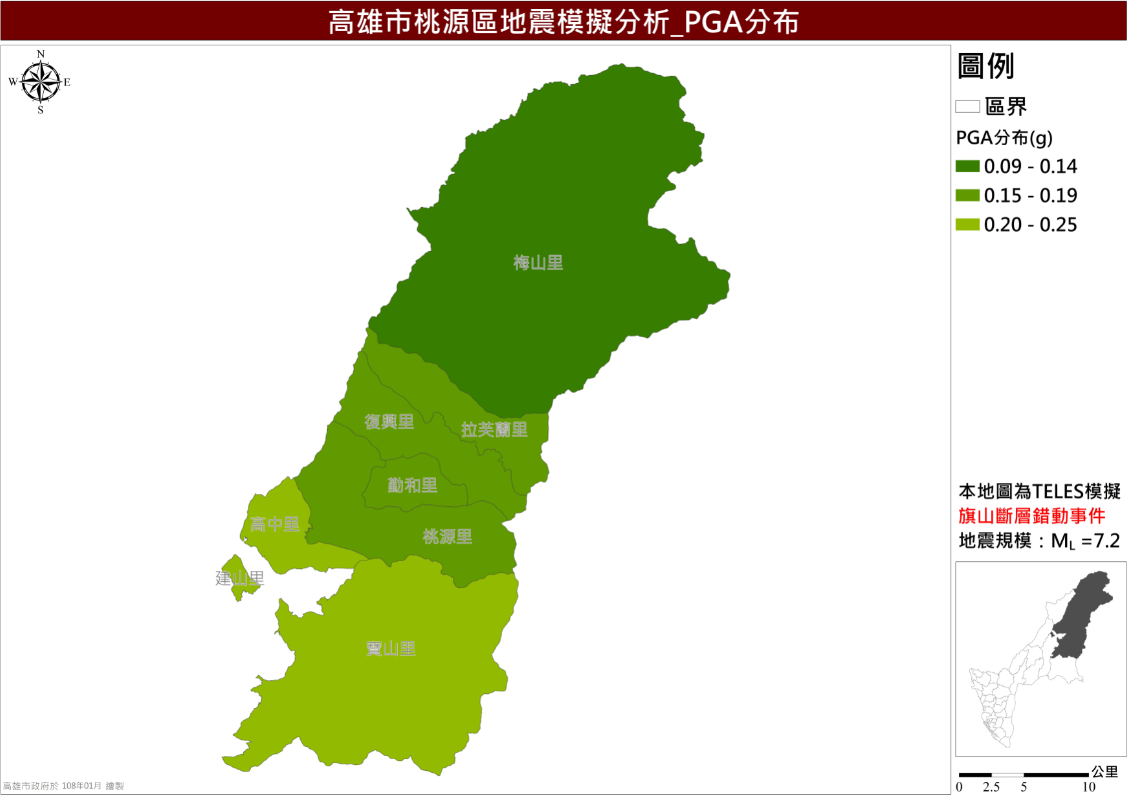 高雄市桃源區地震模擬分析_PGA分布
N
W
E
S
圖例
區界
PGA分布(g)
0.09 - 0.14
0.15 - 0.19
0.20 - 0.25
梅山里
復興里
拉芙蘭里
勤和里
高中里
桃源里
建山里
寶山里
本地圖為TELES模擬
旗山斷層錯動事件
地震規模：ML =7.2
公里
0 2.5 5 10
高雄市政府於 108年01月 繪製